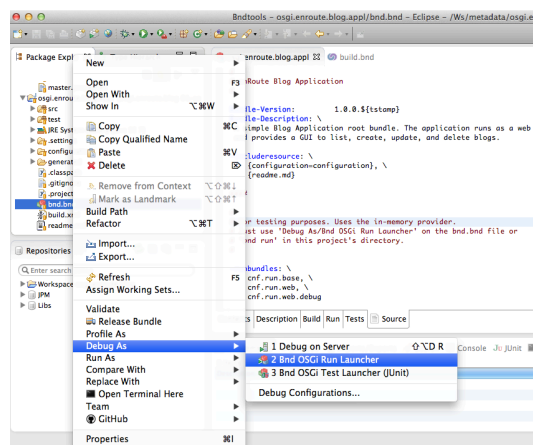 Bndtools - osgi.enroute.blog.appl/bnd.bnd - Eclipse - /Ws/metadata/osgi.e
Package Expl
enroute.blog.appl
build.bnd
master.
osgi.enrou
src
test
JRE Syst
.setting
configu
generat
.classpa
.gitigno
.project
bnd.bnd
build.xm
readme
Repositories
Enter search
Workspace
JPM
Libs
New
Open F3
Open With
Show In ⌥⌘W
Copy ⌘C
Copy Qualified Name
Paste ⌘V
Delete ⌦
Remove from Context ⌥⇧⌘↓
Mark as Landmark ⌥⇧⌘↑
Build Path
Refactor ⌥⌘T
Import...
Export...
Refresh F5
Assign Working Sets...
Validate
Release Bundle
Profile As
Debug As
Run As
Compare With
Replace With
Open Terminal Here
Team
GitHub
Properties ⌘I
nRoute Blog Application
dle-Version: 1.0.0.${tstamp}
dle-Description: \
imple Blog Application root bundle. The application runs as a web
d provides a GUI to list, create, update, and delete blogs.
cluderesource: \
{configuration=configuration}, \
{readme.md}
#
or testing purposes. Uses the in-memory provider.
ust use 'Debug As/Bnd OSGi Run Louncher' on the bnd.bnd file or
ond run' in this project's directory.
nbundles: \
cnf.run.base, \
cnf.run.web, \
cnf.run.web.debug
ts Description Build Run Tests Source
Console JUnit
1 Debug on Server ⇧⌥D R
2 Bnd OSGi Run Launcher
3 Bnd OSGi Test Launcher (JUnit)
Debug Configurations...